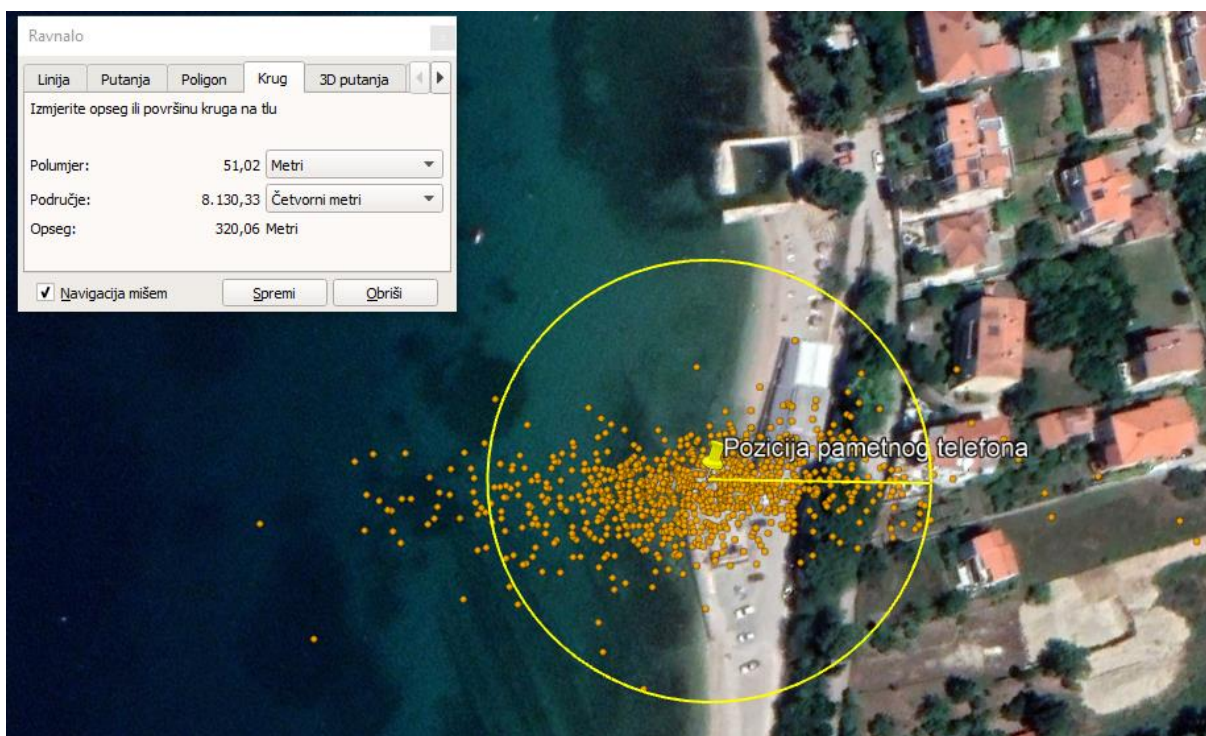 Ravnalo
Linija Putanja Poligon Krug 3D putanja
Izmjerite opseg ili površinu kruga na tlu
Polumjer: 51,02 Metri
Područje: 8.130,33 Četvorni metri
Opseg: 320,06 Metri
Navigacija mišem Spremi Obriši
Pozicija pametnog telefona